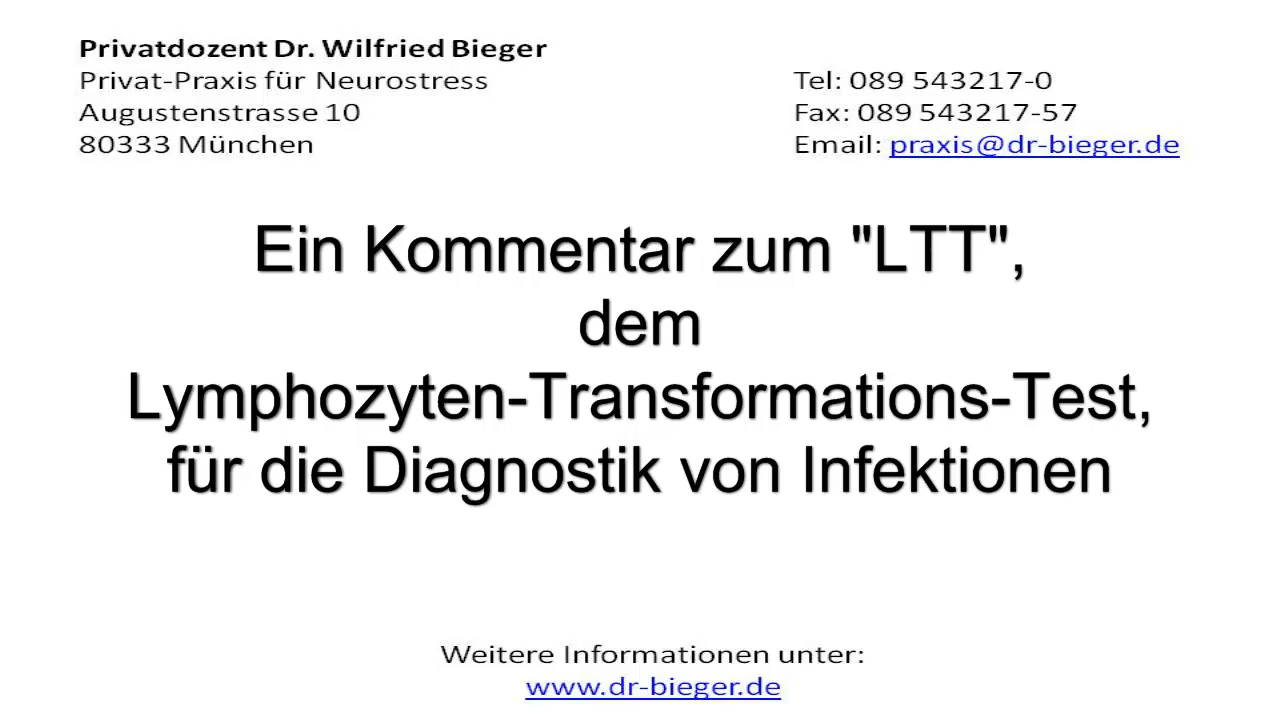 Privatdozent Dr. Wilfried Bieger
Privat-Praxis für Neurostress
Augustenstrasse 10
80333 München
Tel: 089 543217-0
Fax: 089 543217-57
Email: praxis@dr-bieger.de
Ein Kommentar zum "LTT",
dem
Lymphozyten-Transformations-Test,
für die Diagnostik von Infektionen
Weitere Informationen unter:
www.dr-bieger.de